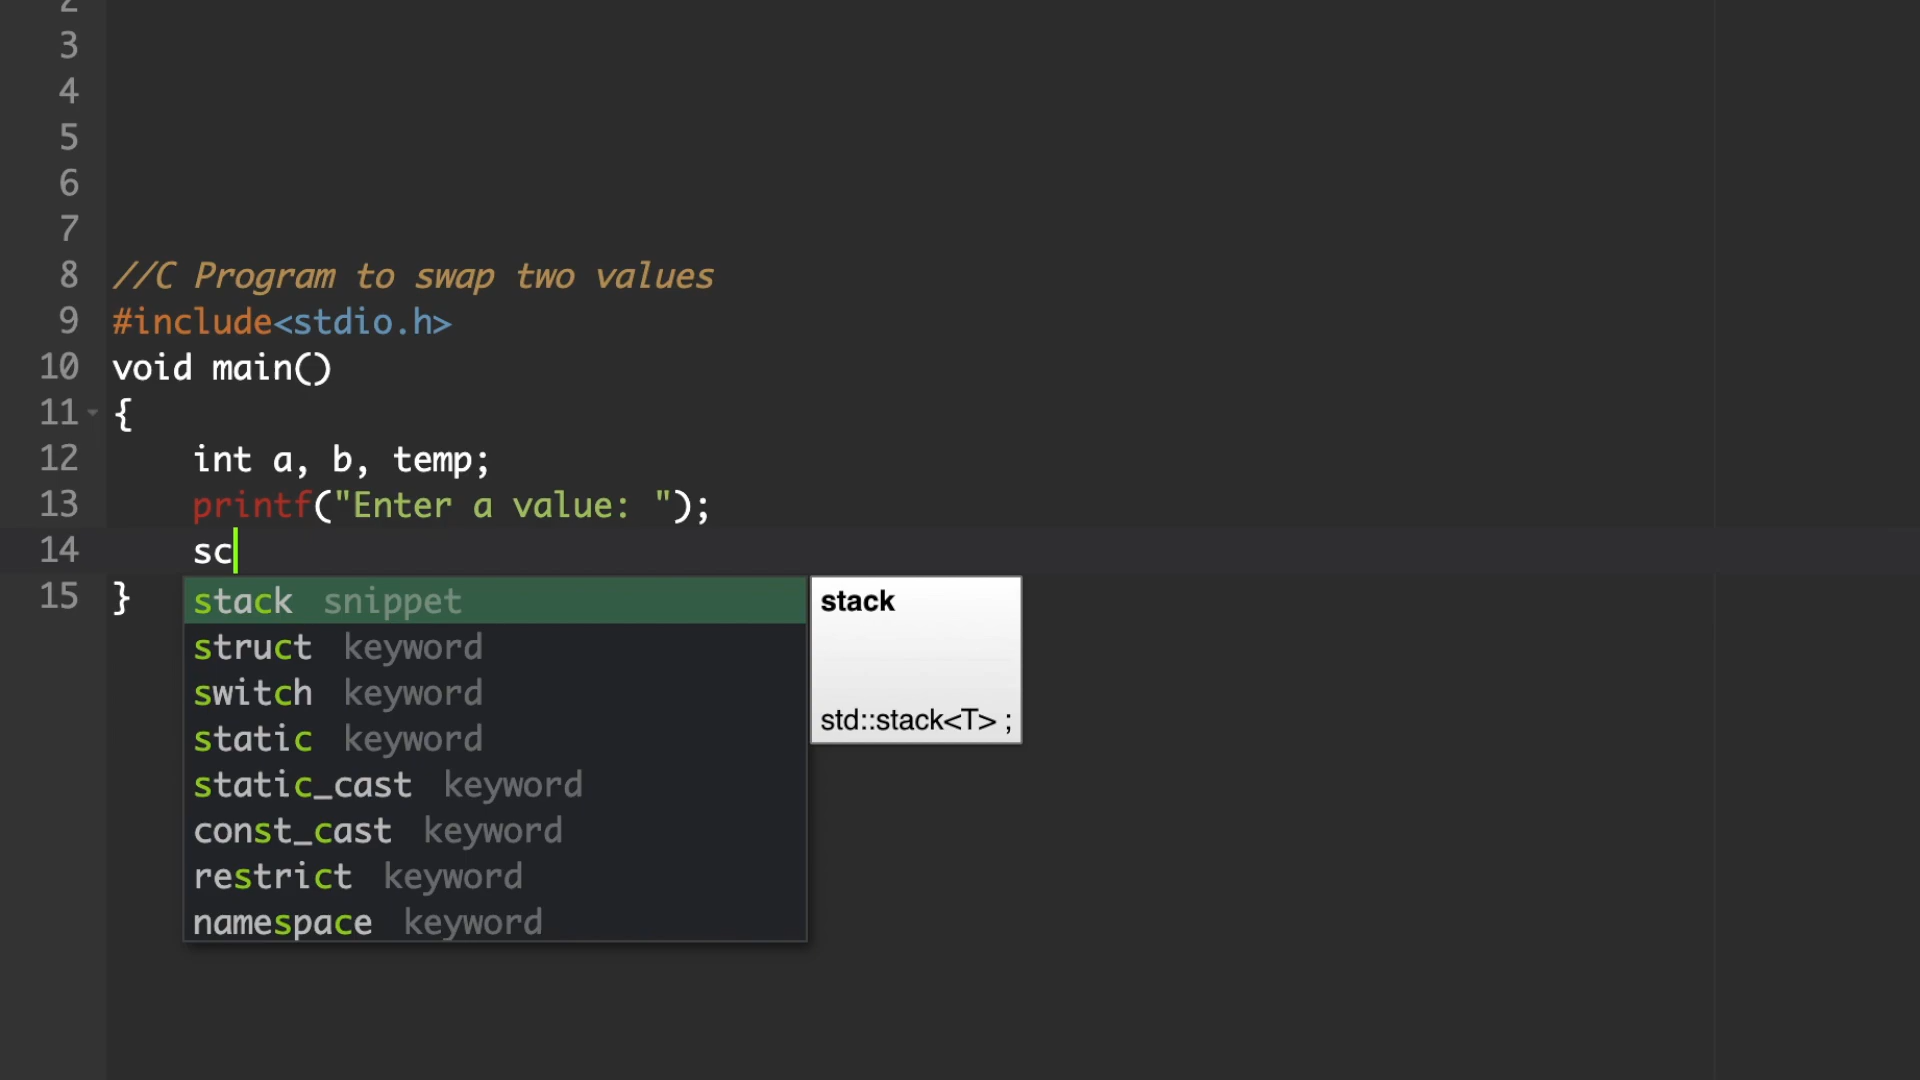 2
3
4
5
6
7
8 //C Program to swap two values
9 #include<stdio.h>
10 void main()
11 {
12 int a, b, temp;
13 printf("Enter a value: ");
14 sc
15 }
stack snippet
struct keyword
switch keyword
static keyword
static_cast keyword
const_cast keyword
restrict keyword
namespace keyword
stack
std::stack<T> ;